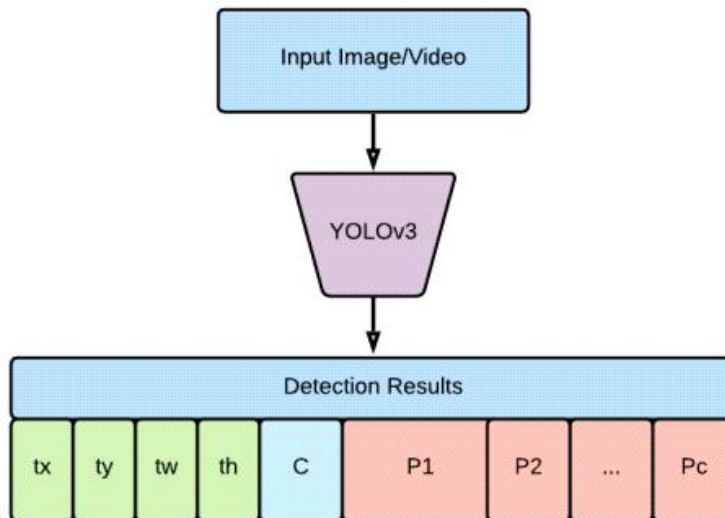 Input Image/Video
YOLOv3
Detection Results
tx ty tw th C P1 P2 ... Pc